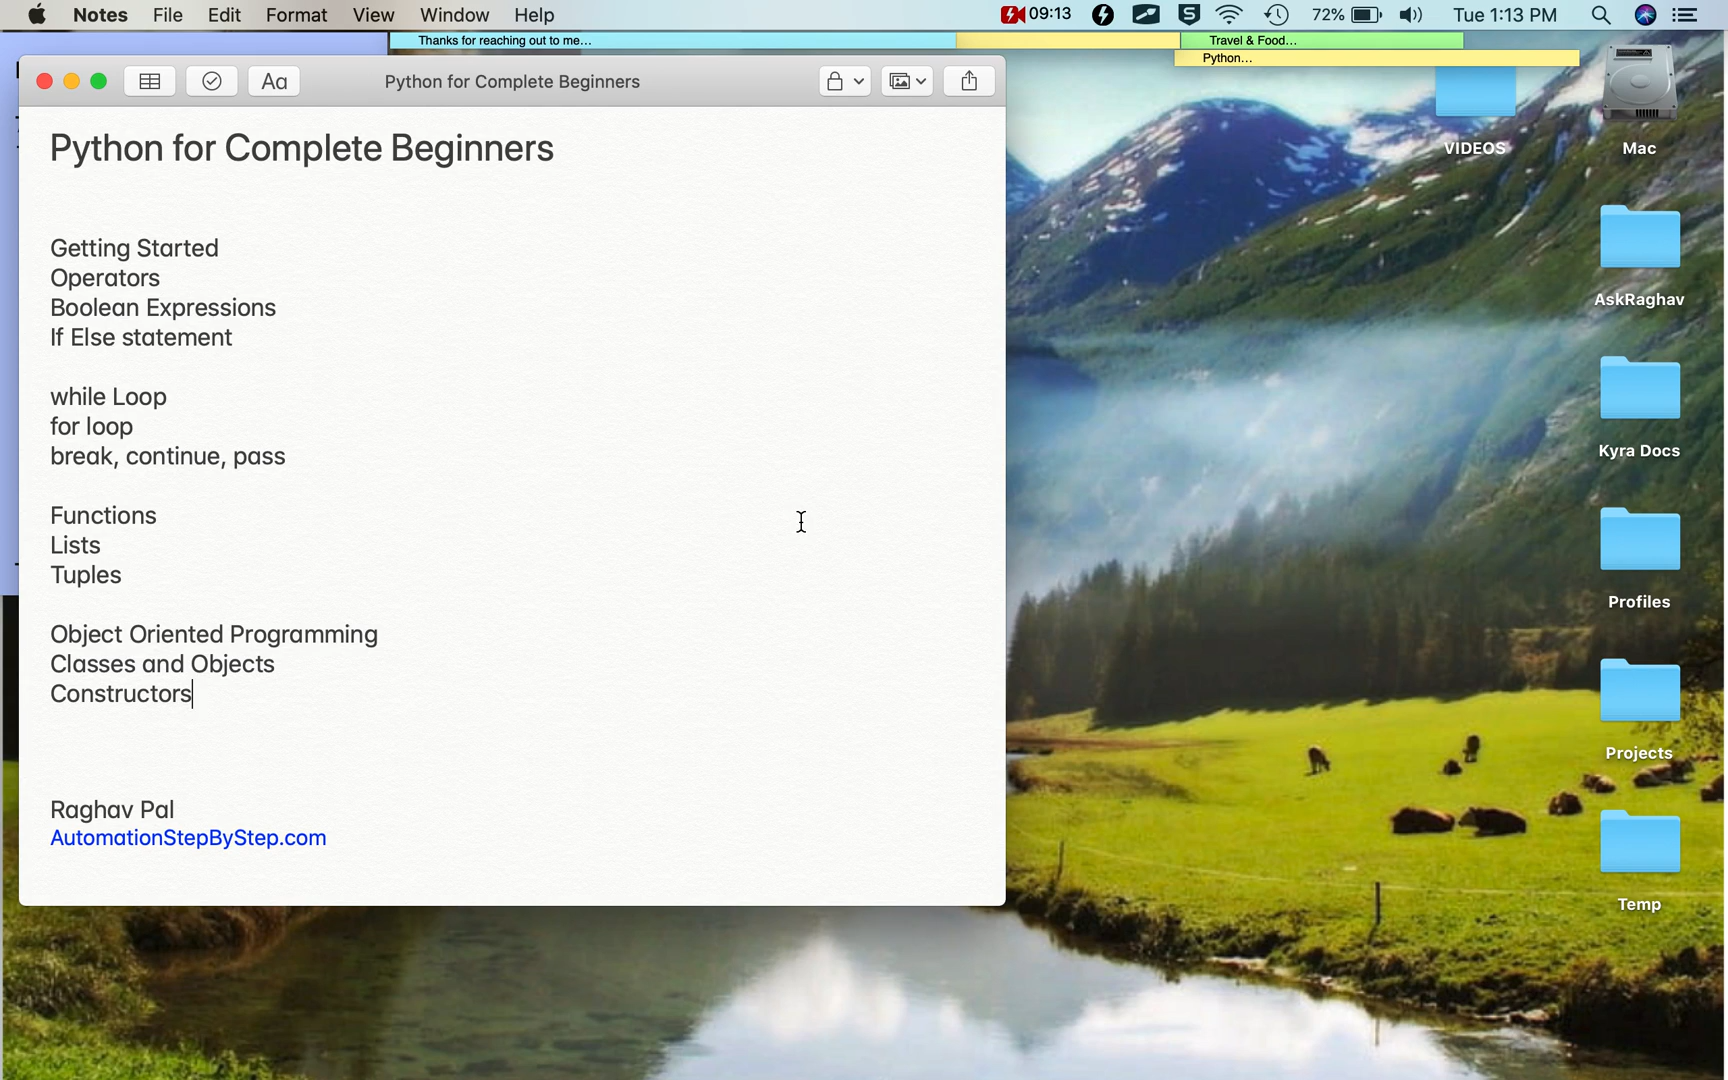 Notes File Edit Format View Window Help 09:13 72% Tue 1:13 PM
Thanks for reaching out to me... Travel & Food...
Python...
Python for Complete Beginners
Aa
Python for Complete Beginners
Getting Started
Operators
Boolean Expressions
If Else statement
while Loop
for loop
break, continue, pass
Functions
Lists
Tuples
Object Oriented Programming
Classes and Objects
Constructors
Raghav Pal
AutomationStepByStep.com
VIDEOS
Mac
AskRaghav
Kyra Docs
Profiles
Projects
Temp